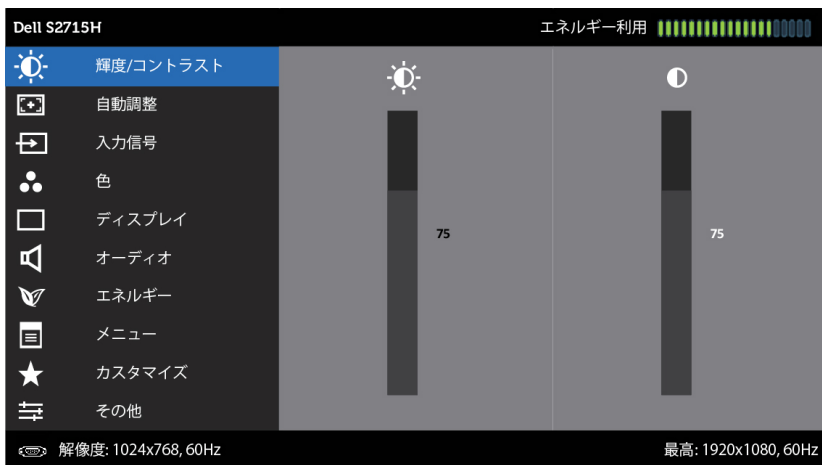 Dell S2715H エネルギー利用
輝度/コントラスト
自動調整
入力信号
色
ディスプレイ
オーディオ
エネルギー
メニュー
カスタマイズ
その他
75 75
解像度: 1024x768, 60Hz 最高: 1920x1080, 60Hz